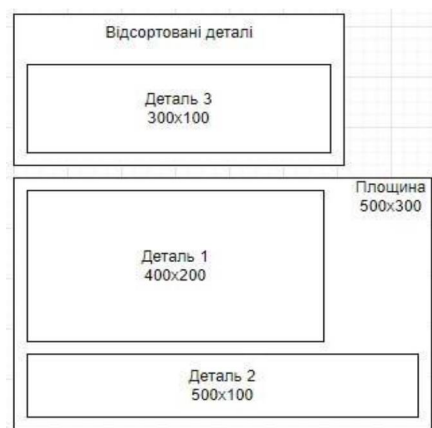 Відсортовані деталі
Деталь 3
300x100
Площина
500x300
Деталь 1
400x200
Деталь 2
500x100